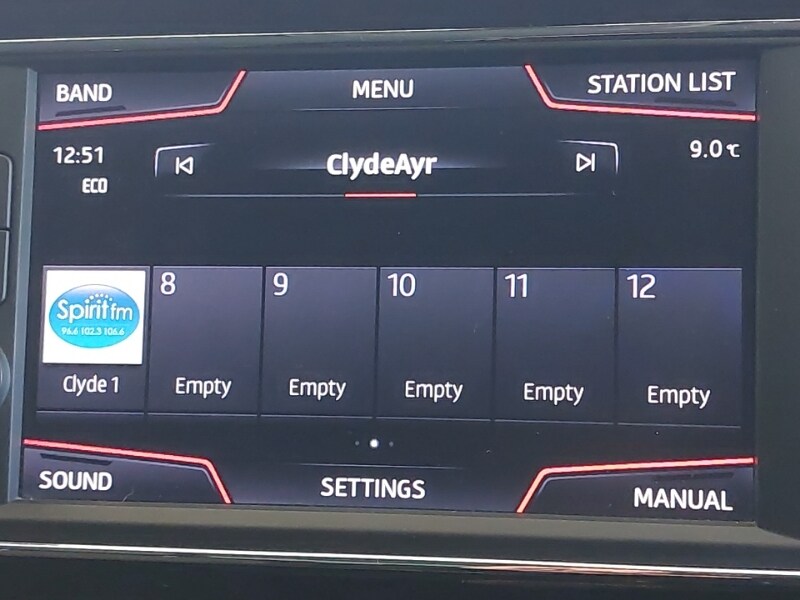 BAND
MENU
STATION LIST
12:51
ECO
ClydeAyr
9.0 °C
Spirit fm
96.6 102.3 106.6
Clyde 1
8
Empty
9
Empty
10
Empty
11
Empty
12
Empty
SOUND
SETTINGS
MANUAL